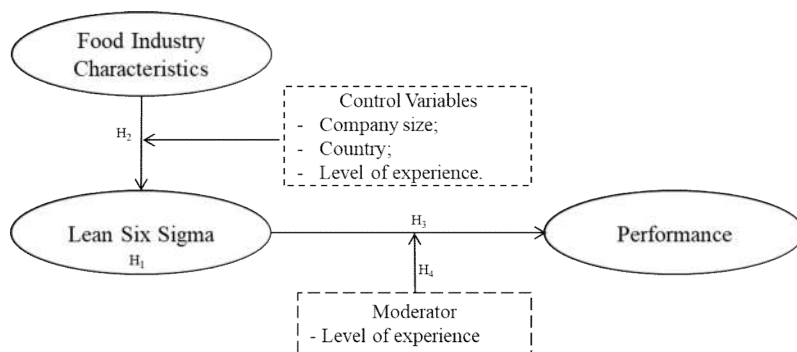 Food Industry
Characteristics
H₂
Control Variables
- Company size;
- Country;
- Level of experience.
Lean Six Sigma
H₁
H₃
Performance
H₄
Moderator
- Level of experience